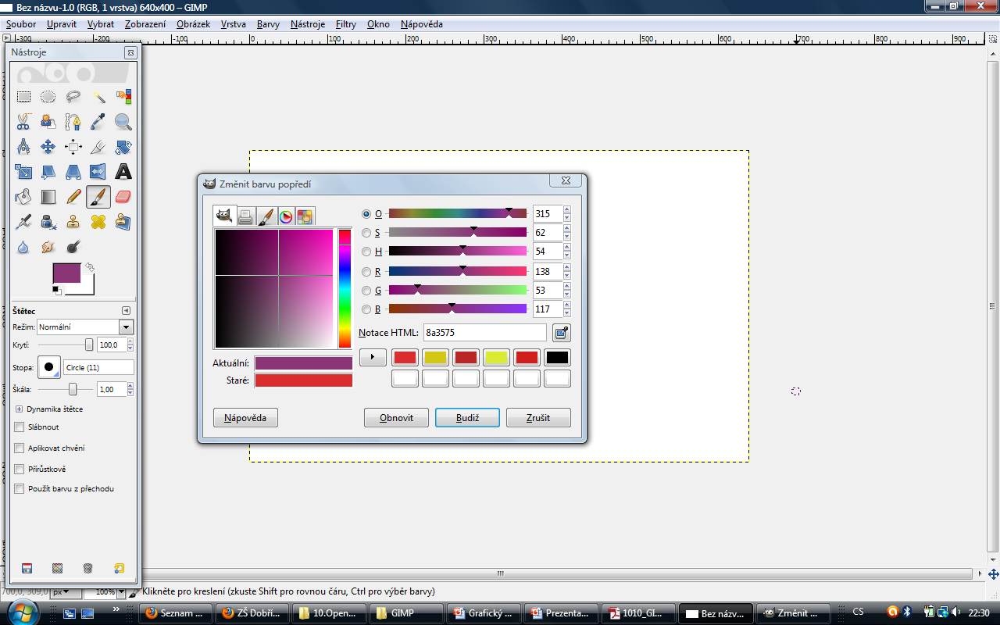 Bez názvu-1.0 (RGB, 1 vrstva) 640x400 – GIMP
Soubor Upravit Vybrat Zobrazení Obrázek Vrstva Barvy Nástroje Filtry Okno Nápověda
-300 -200 -100 0 100 200 300 400 500 600 700 800 900
Nástroje
Štětec
Režim: Normální
Krytí: 100,0
Stopa: Circle (11)
Škála: 1,00
Dynamika štětce
Slábnout
Aplikovat chvění
Přírůstkově
Použít barvu z přechodu
Změnit barvu popředí
O 315
S 62
H 54
R 138
G 53
B 117
Notace HTML: 8a3575
Aktuální:
Staré:
Nápověda Obnovit Budiž Zrušit
700,0, 309,0 px 100% Klikněte pro kreslení (zkuste Shift pro rovnou čáru, Ctrl pro výběr barvy)
Seznam ... ZŠ Dobří... 10.Open... GIMP Grafický ... Prezenta... 1010_GI... Bez názv... Změnit ... CS 22:30